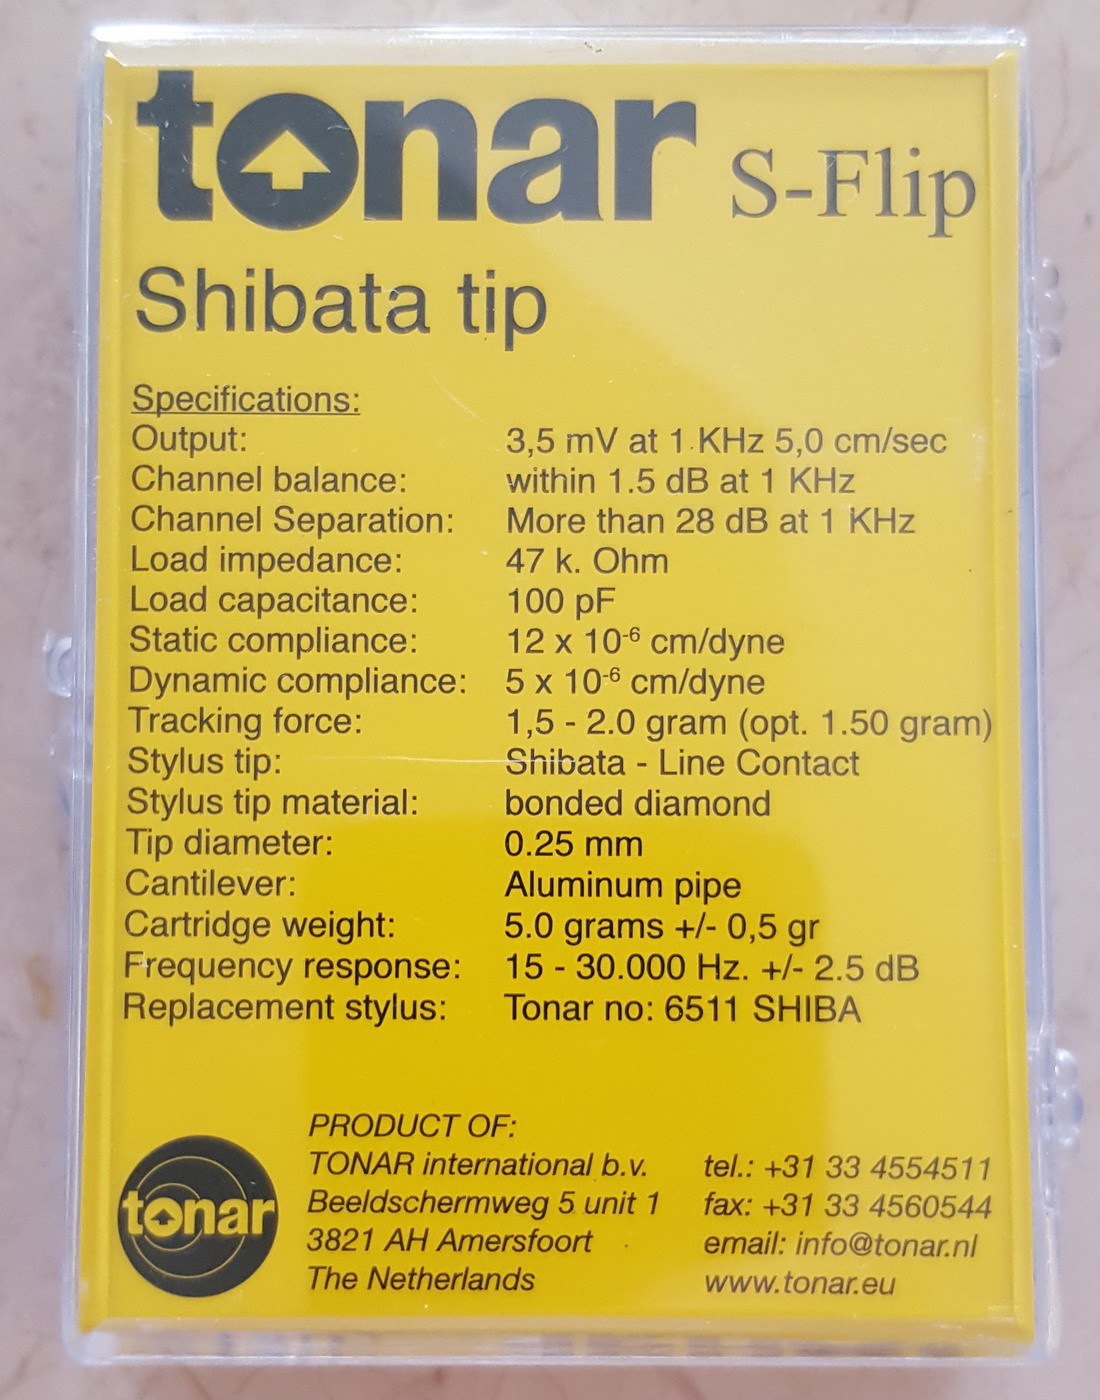 tonar S-Flip
Shibata tip
Specifications:
Output: 3,5 mV at 1 KHz 5,0 cm/sec
Channel balance: within 1.5 dB at 1 KHz
Channel Separation: More than 28 dB at 1 KHz
Load impedance: 47 k. Ohm
Load capacitance: 100 pF
Static compliance: 12 x 10⁻⁶ cm/dyne
Dynamic compliance: 5 x 10⁻⁶ cm/dyne
Tracking force: 1,5 - 2.0 gram (opt. 1.50 gram)
Stylus tip: Shibata - Line Contact
Stylus tip material: bonded diamond
Tip diameter: 0.25 mm
Cantilever: Aluminum pipe
Cartridge weight: 5.0 grams +/- 0,5 gr
Frequency response: 15 - 30.000 Hz. +/- 2.5 dB
Replacement stylus: Tonar no: 6511 SHIBA
tonar
PRODUCT OF:
TONAR international b.v. tel.: +31 33 4554511
Beeldschermweg 5 unit 1 fax: +31 33 4560544
3821 AH Amersfoort email: info@tonar.nl
The Netherlands www.tonar.eu